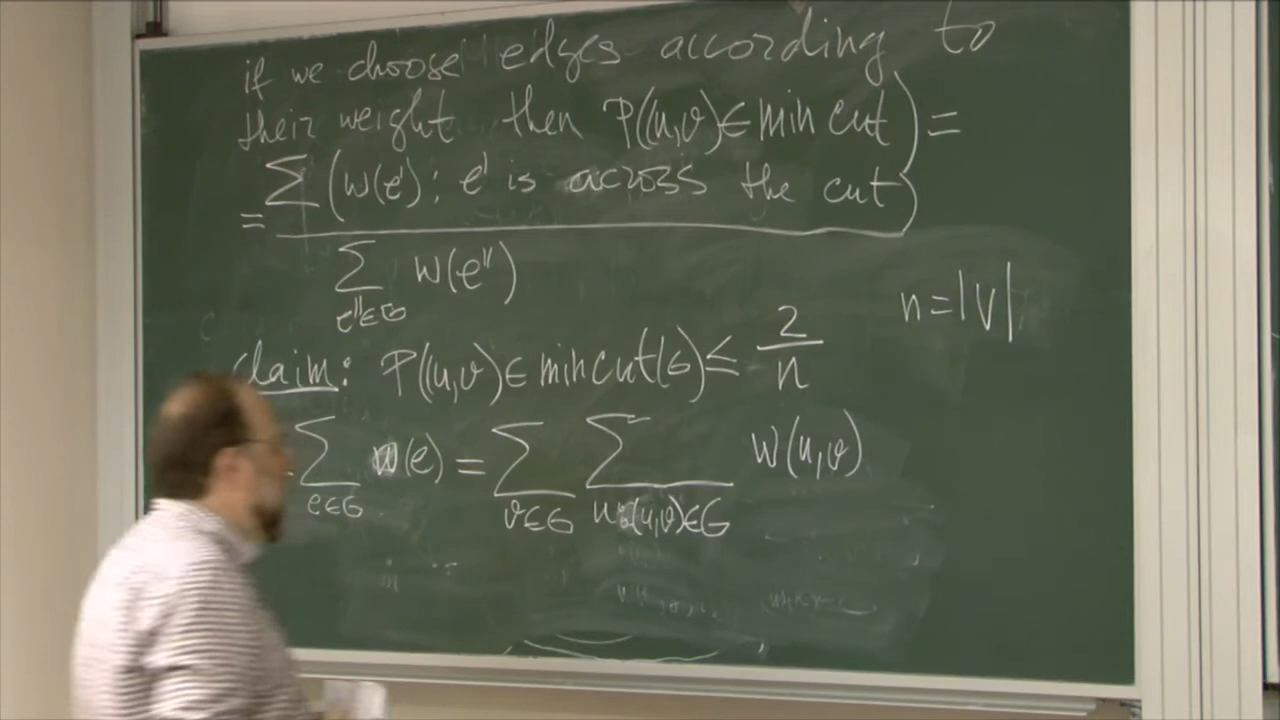 if we choose edges according to
their weight then P((u,v) ∈ min cut) =
= Σ (w(e'): e' is across the cut)
Σ e''∈G w(e'')
n = |V|
claim: P((u,v) ∈ min cut(G)) ≤ 2/n
Σ e∈G w(e) = Σ v∈G Σ u:(u,v)∈G w(u,v)